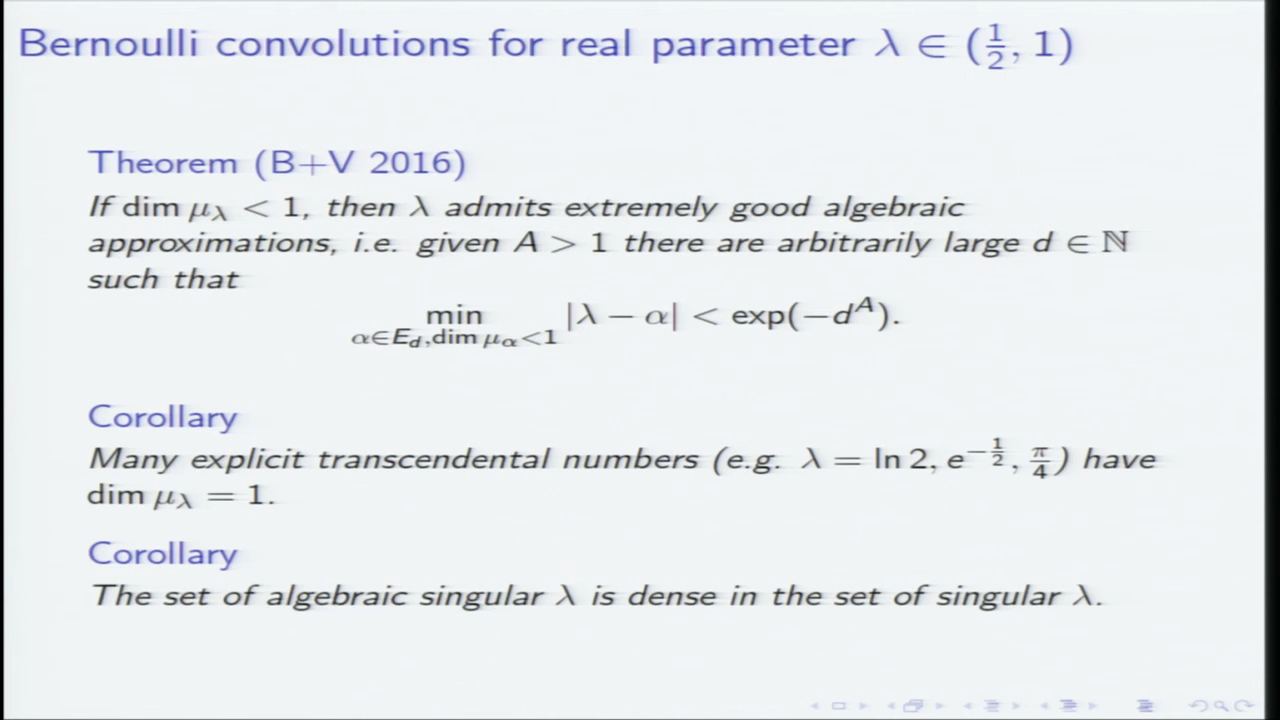 Bernoulli convolutions for real parameter λ ∈ (1/2, 1)
Theorem (B+V 2016)
If dim μ_λ < 1, then λ admits extremely good algebraic
approximations, i.e. given A > 1 there are arbitrarily large d ∈ ℕ
such that
min_{α∈E_d, dim μ_α<1} |λ − α| < exp(−d^A).
Corollary
Many explicit transcendental numbers (e.g. λ = ln 2, e^{−1/2}, π/4) have
dim μ_λ = 1.
Corollary
The set of algebraic singular λ is dense in the set of singular λ.